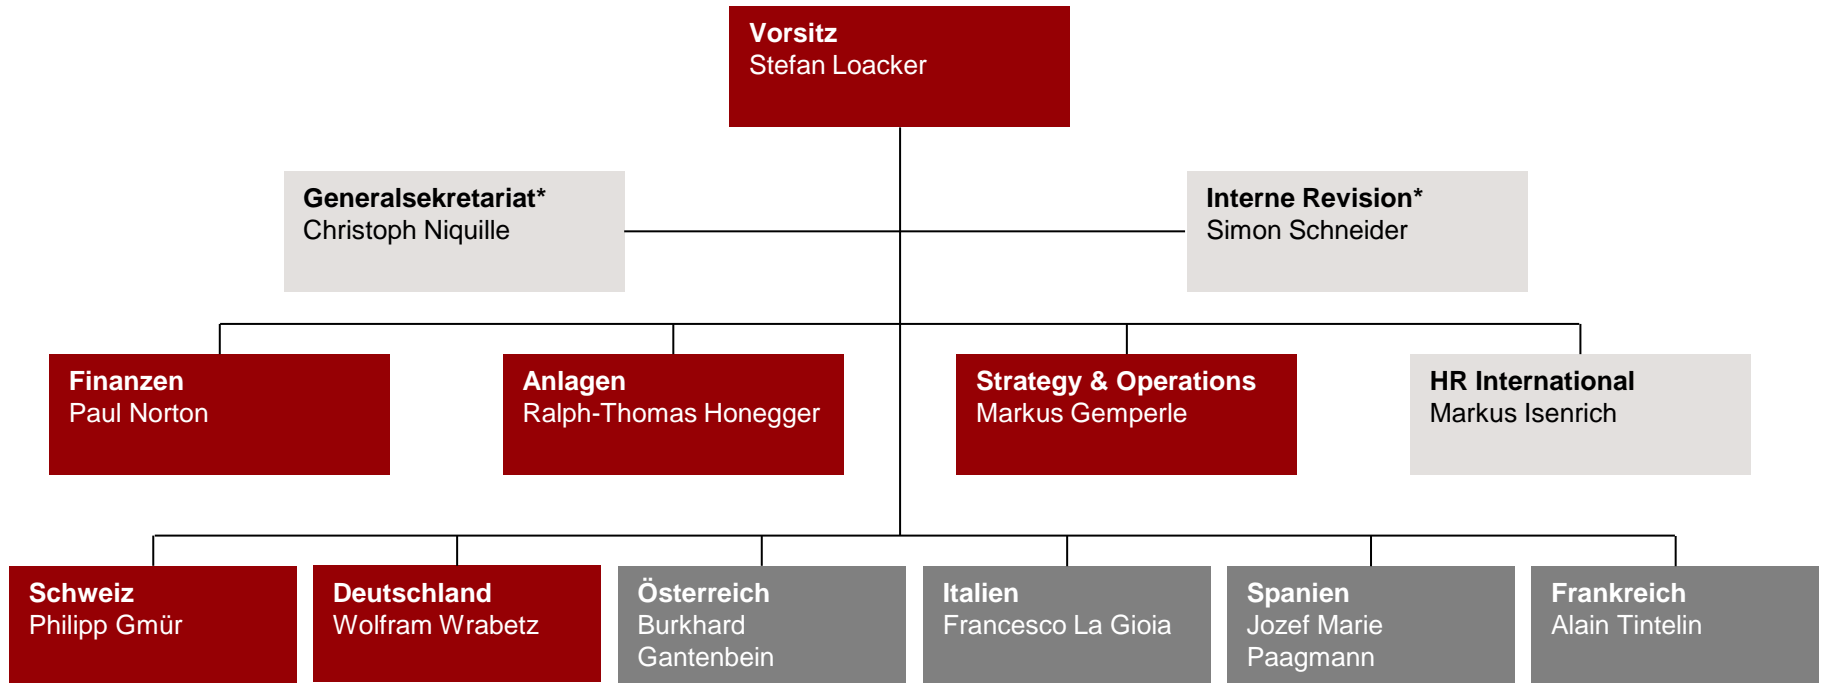 Vorsitz
Stefan Loacker
Generalsekretariat*
Christoph Niquille
Interne Revision*
Simon Schneider
Finanzen
Paul Norton
Anlagen
Ralph-Thomas Honegger
Strategy & Operations
Markus Gemperle
HR International
Markus Isenrich
Schweiz
Philipp Gmür
Deutschland
Wolfram Wrabetz
Österreich
Burkhard
Gantenbein
Italien
Francesco La Gioia
Spanien
Jozef Marie
Paagmann
Frankreich
Alain Tintelin